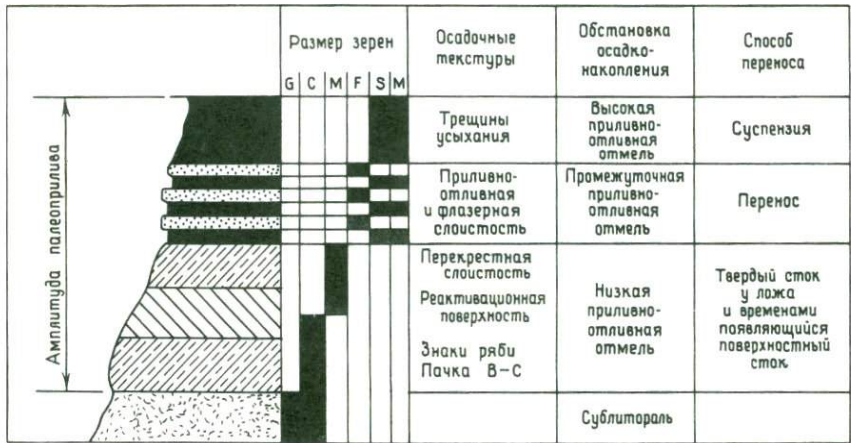 Размер зерен
G C M F S M
Осадочные
текстуры
Обстановка
осадко-
накопления
Способ
переноса
Амплитуда палеоприлива
Трещины
усыхания
Высокая
приливно-
отливная
отмель
Суспензия
Приливно-
отливная
и флазерная
слоистость
Промежуточная
приливно-
отливная
отмель
Перенос
Перекрестная
слоистость
Реактивационная
поверхность
Знаки ряби
Пачка В-С
Низкая
приливно-
отливная
отмель
Твердый сток
у ложа
и временами
появляющийся
поверхностный
сток
Сублитораль